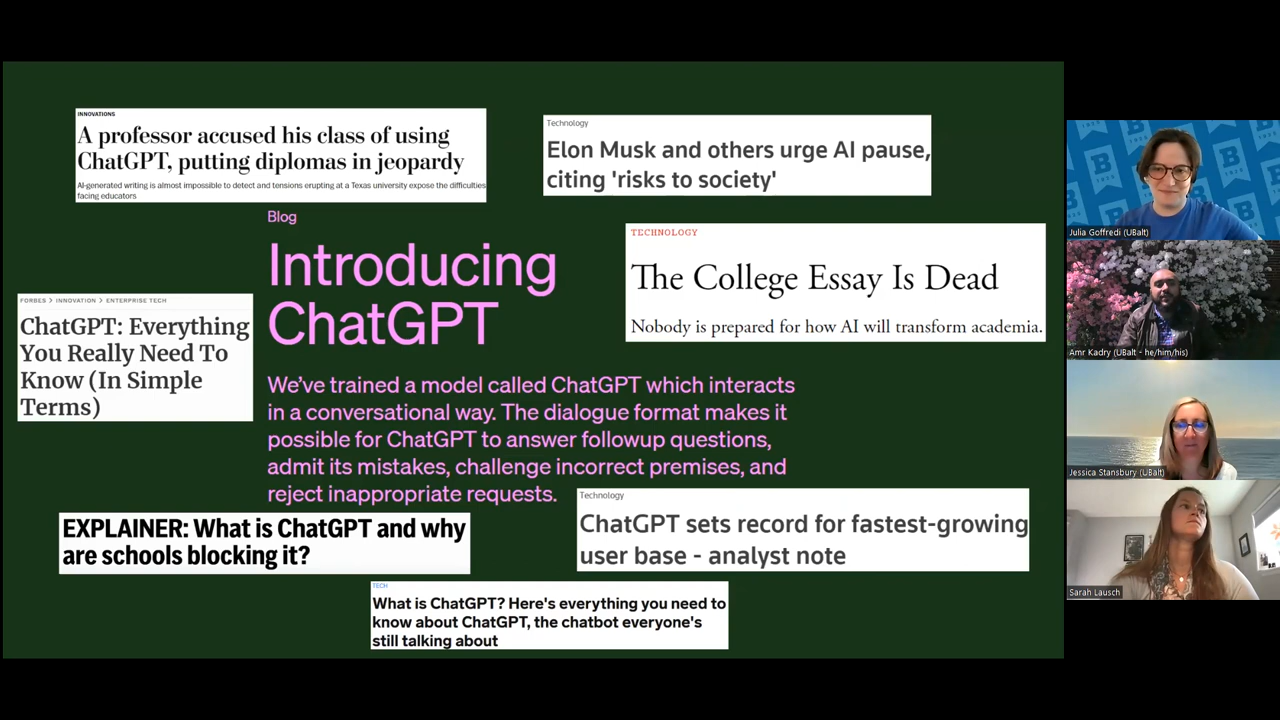 INNOVATIONS
A professor accused his class of using
ChatGPT, putting diplomas in jeopardy
AI-generated writing is almost impossible to detect and tensions erupting at a Texas university expose the difficulties
facing educators
Technology
Elon Musk and others urge AI pause,
citing 'risks to society'
Blog
Introducing
ChatGPT
We've trained a model called ChatGPT which interacts
in a conversational way. The dialogue format makes it
possible for ChatGPT to answer followup questions,
admit its mistakes, challenge incorrect premises, and
reject inappropriate requests.
TECHNOLOGY
The College Essay Is Dead
Nobody is prepared for how AI will transform academia.
FORBES > INNOVATION > ENTERPRISE TECH
ChatGPT: Everything
You Really Need To
Know (In Simple
Terms)
Technology
ChatGPT sets record for fastest-growing
user base - analyst note
EXPLAINER: What is ChatGPT and why
are schools blocking it?
TECH
What is ChatGPT? Here's everything you need to
know about ChatGPT, the chatbot everyone's
still talking about
B
1925
Julia Goffredi (UBalt)
Amr Kadry (UBalt - he/him/his)
Jessica Stansbury (UBalt)
Sarah Lausch